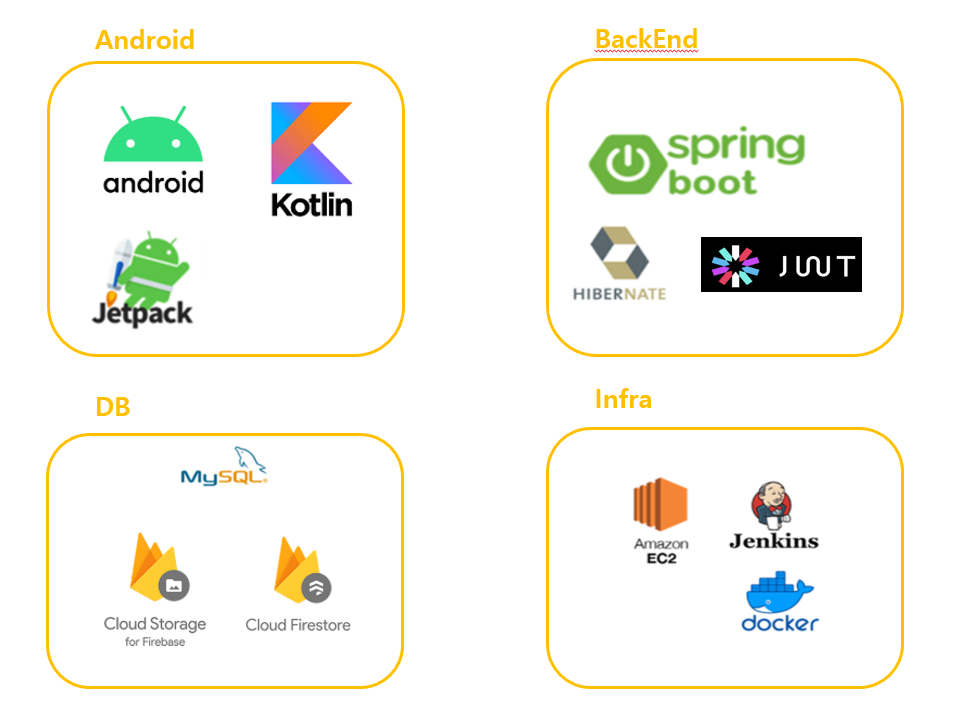 Android
android
Kotlin
Jetpack
BackEnd
spring
boot
HIBERNATE
JWT
DB
MySQL®
Cloud Storage
for Firebase
Cloud Firestore
Infra
Amazon
EC2
Jenkins
docker